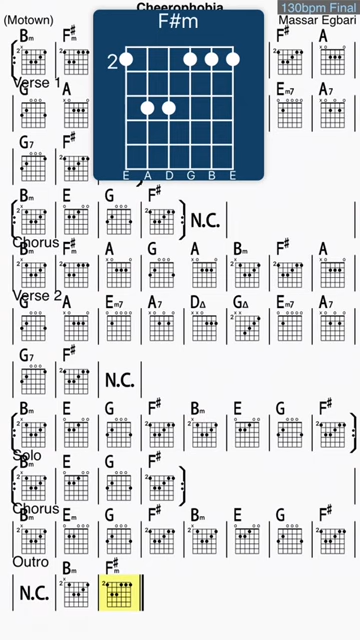 Cheerophobia
130bpm Final
(Motown)
Massar Egbari
F#m
2
E A D G B E
Bm F#m F# A
Verse 1
G A Em7 A7
G7 F#
Bm E G F# N.C.
Chorus
Bm F#m A G A Bm F# A
Verse 2
G A Em7 A7 DΔ GΔ Em7 A7
G7 F# N.C.
Bm E G F# Bm E G F#
Solo
Bm E G F#
Chorus
Bm E G F# Bm E G F#
Outro
N.C. Bm F#m